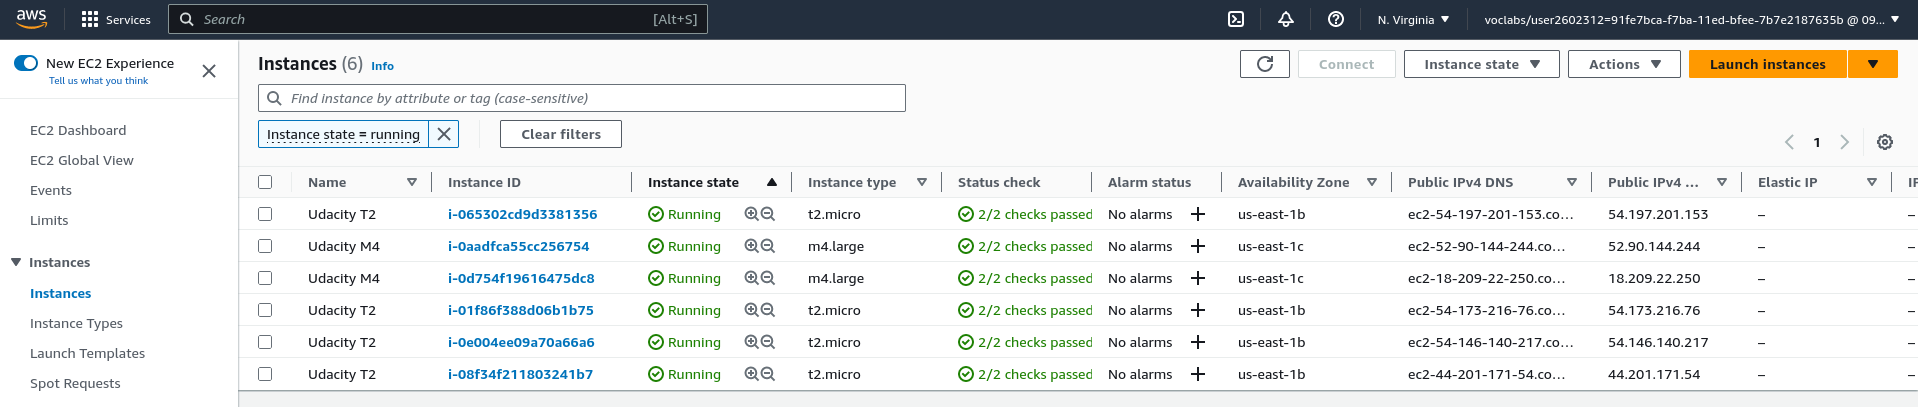 aws Services Search [Alt+S] N. Virginia voclabs/user2602312=91fe7bca-f7ba-11ed-bfee-7b7e2187635b @ 09...
New EC2 Experience
Tell us what you think
EC2 Dashboard
EC2 Global View
Events
Limits
Instances
Instances
Instance Types
Launch Templates
Spot Requests
Instances (6) Info Connect Instance state Actions Launch instances
Find instance by attribute or tag (case-sensitive)
Instance state = running Clear filters
1
Name Instance ID Instance state Instance type Status check Alarm status Availability Zone Public IPv4 DNS Public IPv4 ... Elastic IP IP
Udacity T2 i-065302cd9d3381356 Running t2.micro 2/2 checks passed No alarms + us-east-1b ec2-54-197-201-153.co... 54.197.201.153 – –
Udacity M4 i-0aadfca55cc256754 Running m4.large 2/2 checks passed No alarms + us-east-1c ec2-52-90-144-244.co... 52.90.144.244 – –
Udacity M4 i-0d754f19616475dc8 Running m4.large 2/2 checks passed No alarms + us-east-1c ec2-18-209-22-250.co... 18.209.22.250 – –
Udacity T2 i-01f86f388d06b1b75 Running t2.micro 2/2 checks passed No alarms + us-east-1b ec2-54-173-216-76.co... 54.173.216.76 – –
Udacity T2 i-0e004ee09a70a66a6 Running t2.micro 2/2 checks passed No alarms + us-east-1b ec2-54-146-140-217.co... 54.146.140.217 – –
Udacity T2 i-08f34f211803241b7 Running t2.micro 2/2 checks passed No alarms + us-east-1b ec2-44-201-171-54.co... 44.201.171.54 – –